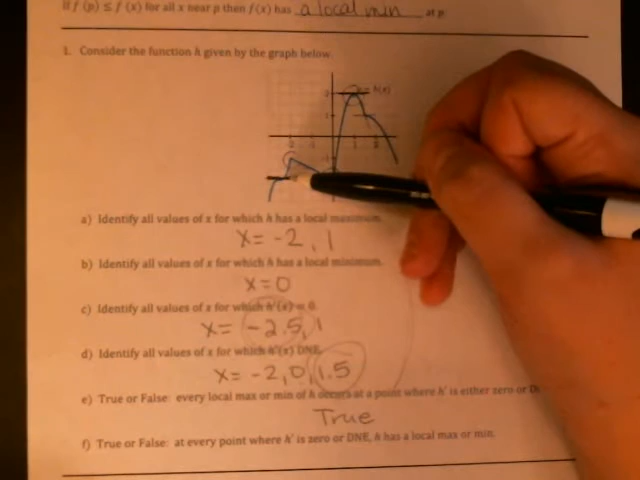 If f (p) ≤ f (x) for all x near p then f(x) has a local min at p
1. Consider the function h given by the graph below.
a) Identify all values of x for which h has a local maximum.
x = -2, 1
b) Identify all values of x for which h has a local minimum.
x = 0
c) Identify all values of x for which h'(x) = 0.
x = -2.5, 1
d) Identify all values of x for which h'(x) DNE.
x = -2, 0, 1.5
e) True or False: every local max or min of h occurs at a point where h' is either zero or
True
f) True or False: at every point where h' is zero or DNE, h has a local max or min.